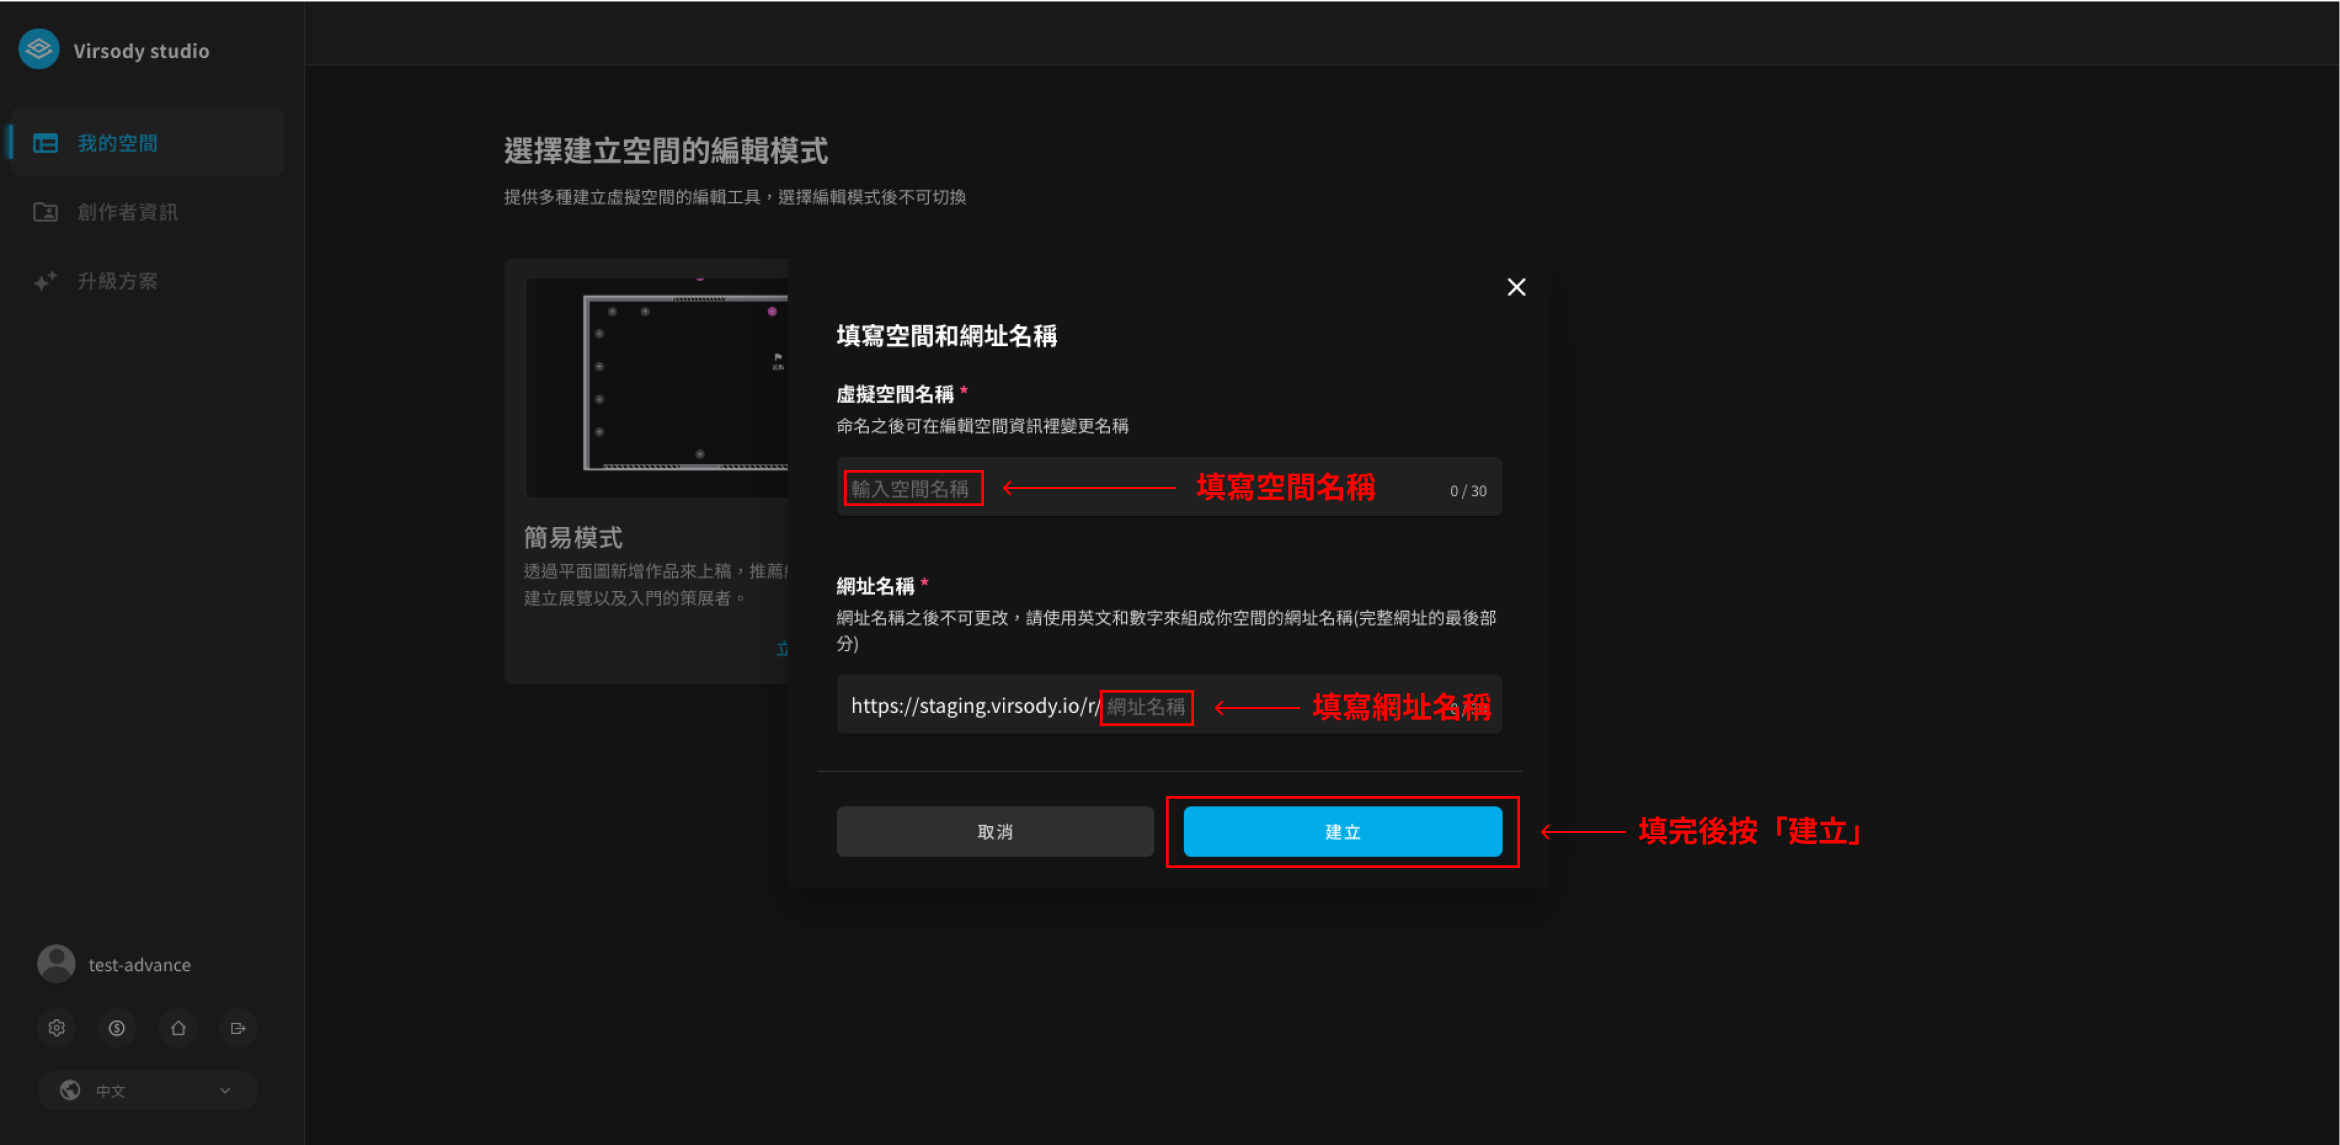 Virsody studio
我的空間
創作者資訊
升級方案
選擇建立空間的編輯模式
提供多種建立虛擬空間的編輯工具，選擇編輯模式後不可切換
簡易模式
透過平面圖新增作品來上稿，推薦
建立展覽以及入門的策展者。
立
填寫空間和網址名稱
虛擬空間名稱 *
命名之後可在編輯空間資訊裡變更名稱
輸入空間名稱
填寫空間名稱
0 / 30
網址名稱 *
網址名稱之後不可更改，請使用英文和數字來組成你空間的網址名稱(完整網址的最後部
分)
https://staging.virsody.io/r/
網址名稱
填寫網址名稱
取消
建立
填完後按「建立」
test-advance
中文